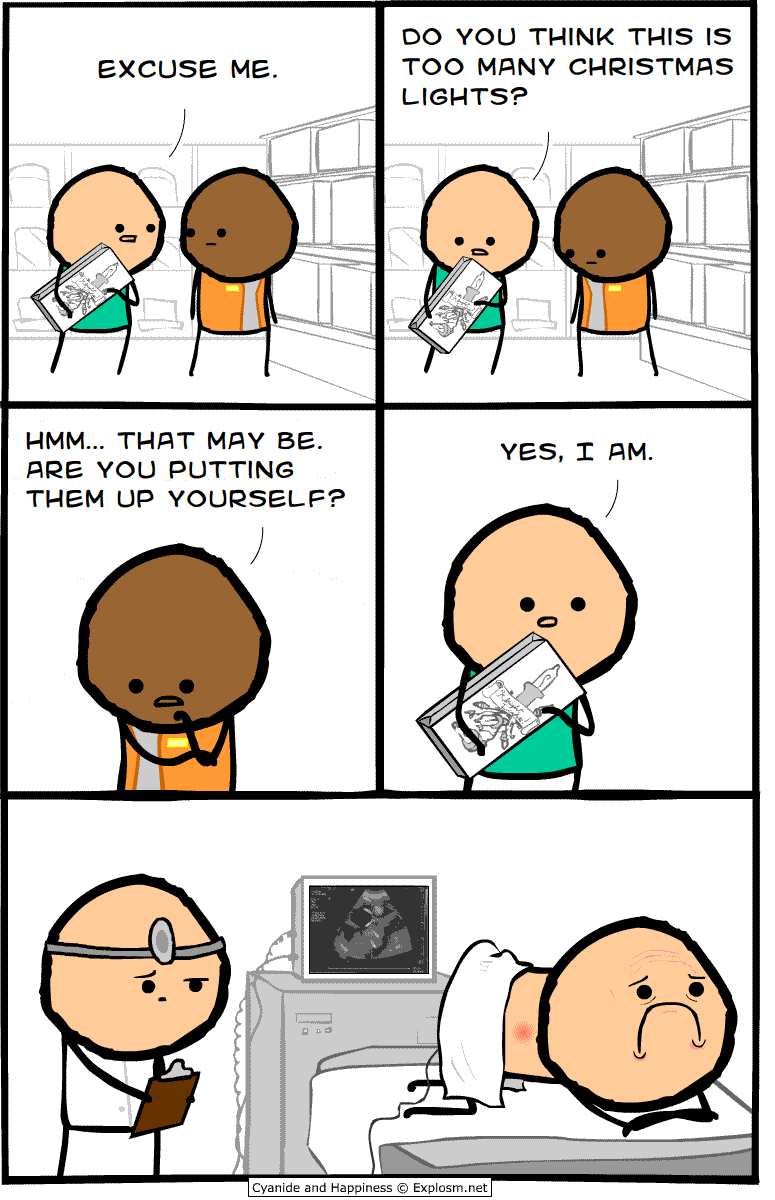 EXCUSE ME.
DO YOU THINK THIS IS
TOO MANY CHRISTMAS
LIGHTS?
HMM... THAT MAY BE.
ARE YOU PUTTING
THEM UP YOURSELF?
YES, I AM.
Cyanide and Happiness © Explosm.net